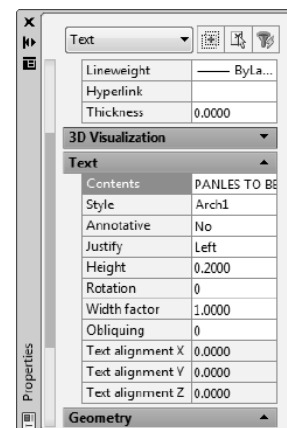 Text
Lineweight ByLa...
Hyperlink
Thickness 0.0000
3D Visualization
Text
Contents PANLES TO BE
Style Arch1
Annotative No
Justify Left
Height 0.2000
Rotation 0
Width factor 1.0000
Obliquing 0
Text alignment X 0.0000
Text alignment Y 0.0000
Text alignment Z 0.0000
Geometry
Properties